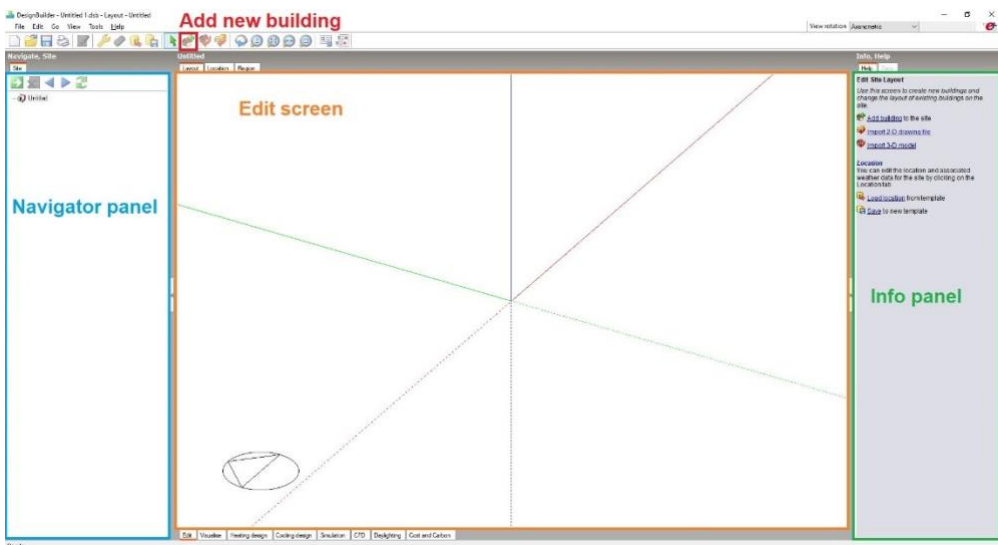 DesignBuilder - Untitled 1.dsb - Layout - Untitled
File Edit Go View Tools Help
Add new building
View rotation Axonometric
Navigate, Site
Site
Untitled
Untitled
Layout Location Region
Edit screen
Navigator panel
Info, Help
Help
Edit Site Layout
Use this screen to create new buildings and
change the layout of existing buildings on the
site.
Add building to the site
Import 2-D drawing file
Import 3-D model
Location
You can edit the location and associated
weather data for the site by clicking on the
Location tab
Load location from template
Save to new template
Info panel
Edit Visualise Heating design Cooling design Simulation CFD Daylighting Cost and Carbon